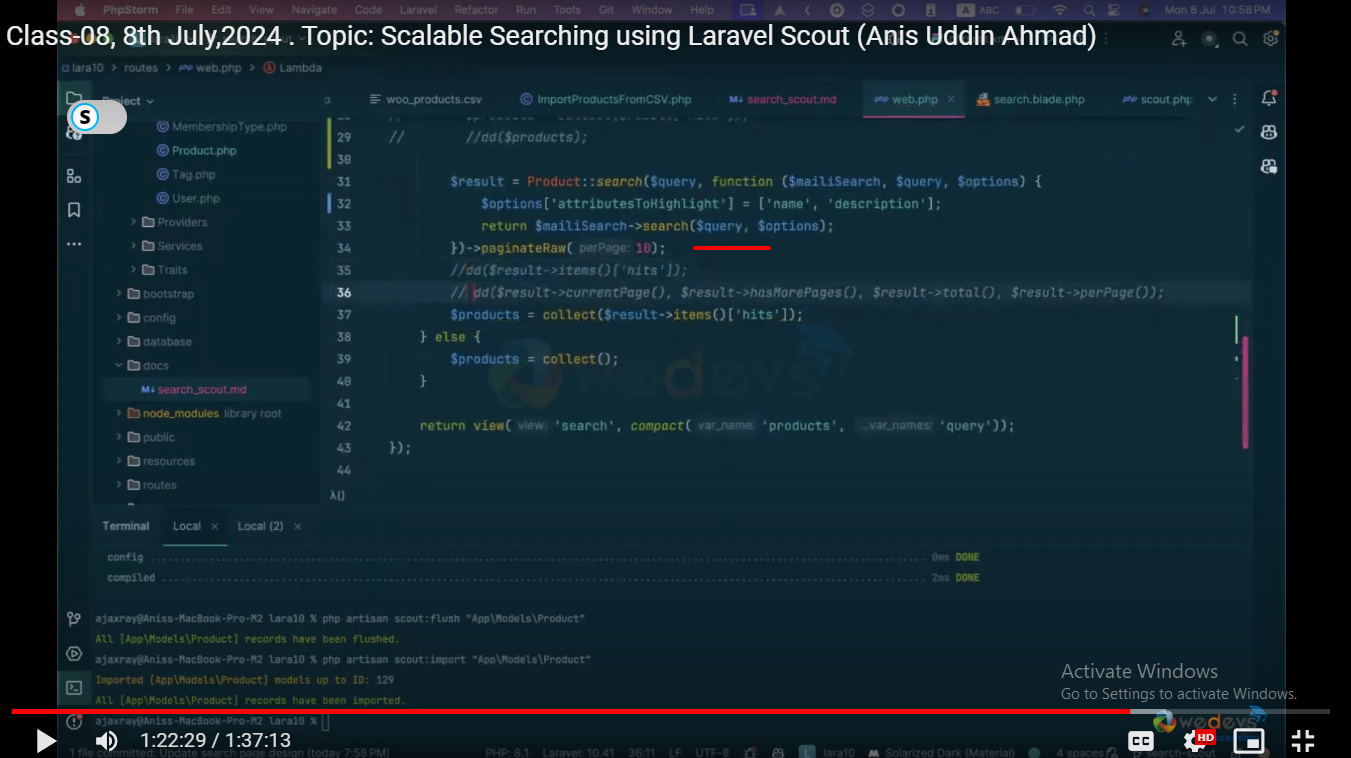 PhpStorm File Edit View Navigate Code Laravel Refactor Run Tools Git Window Help A ABC Mon 8 Jul 10:58 PM
Class-08, 8th July,2024 . Topic: Scalable Searching using Laravel Scout (Anis Uddin Ahmad)
lara10 > routes > php web.php > Lambda
Project
woo_products.csv ImportProductsFromCSV.php M↓ search_scout.md php web.php × search.blade.php php scout.php
S
MembershipType.php
Product.php
Tag.php
User.php
Providers
Services
Traits
bootstrap
config
database
docs
M↓ search_scout.md
node_modules library root
public
resources
routes
29 // //dd($products);
30
31 $result = Product::search($query, function ($mailiSearch, $query, $options) {
32 $options['attributesToHighlight'] = ['name', 'description'];
33 return $mailiSearch->search($query, $options);
34 })->paginateRaw( perPage: 10);
35 //dd($result->items()['hits']);
36 // dd($result->currentPage(), $result->hasMorePages(), $result->total(), $result->perPage());
37 $products = collect($result->items()['hits']);
38 } else {
39 $products = collect();
40 }
41
42 return view( view: 'search', compact( var_name: 'products', ...var_names: 'query'));
43 });
44
λ()
wedevs
Terminal Local × Local (2) ×
config ........ 0ms DONE
compiled ........ 2ms DONE
ajaxray@Aniss-MacBook-Pro-M2 lara10 % php artisan scout:flush "App\Models\Product"
All [App\Models\Product] records have been flushed.
ajaxray@Aniss-MacBook-Pro-M2 lara10 % php artisan scout:import "App\Models\Product"
Imported [App\Models\Product] models up to ID: 129
All [App\Models\Product] records have been imported.
ajaxray@Aniss-MacBook-Pro-M2 lara10 %
Activate Windows
Go to Settings to activate Windows.
wedevs
academy
1:22:29 / 1:37:13
CC HD
1 file committed: Update search page design (today 7:58 PM) PHP: 8.1 Laravel: 10.41 36:11 LF UTF-8 lara10 Solarized Dark (Material) 4 spaces search-scout